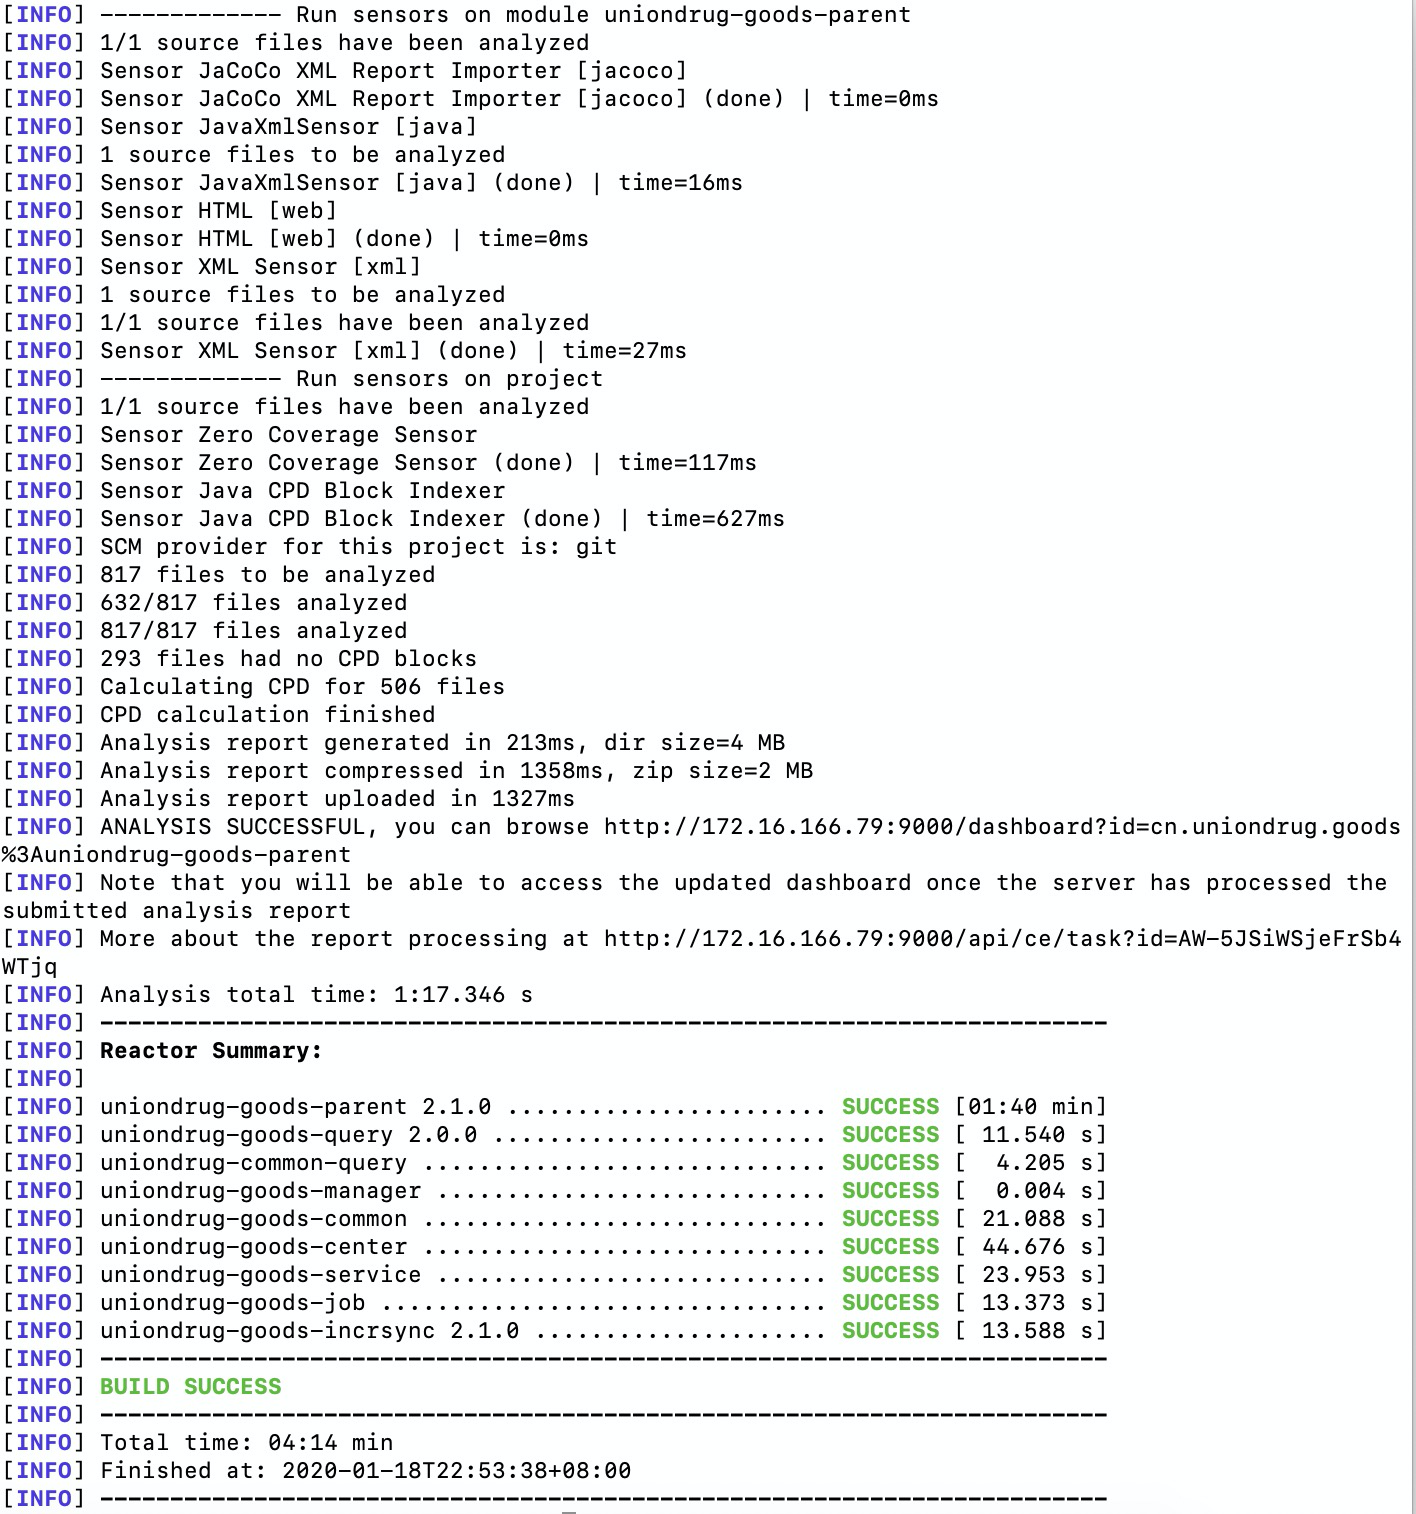 [INFO] ------------- Run sensors on module uniondrug-goods-parent
[INFO] 1/1 source files have been analyzed
[INFO] Sensor JaCoCo XML Report Importer [jacoco]
[INFO] Sensor JaCoCo XML Report Importer [jacoco] (done) | time=0ms
[INFO] Sensor JavaXmlSensor [java]
[INFO] 1 source files to be analyzed
[INFO] Sensor JavaXmlSensor [java] (done) | time=16ms
[INFO] Sensor HTML [web]
[INFO] Sensor HTML [web] (done) | time=0ms
[INFO] Sensor XML Sensor [xml]
[INFO] 1 source files to be analyzed
[INFO] 1/1 source files have been analyzed
[INFO] Sensor XML Sensor [xml] (done) | time=27ms
[INFO] ------------- Run sensors on project
[INFO] 1/1 source files have been analyzed
[INFO] Sensor Zero Coverage Sensor
[INFO] Sensor Zero Coverage Sensor (done) | time=117ms
[INFO] Sensor Java CPD Block Indexer
[INFO] Sensor Java CPD Block Indexer (done) | time=627ms
[INFO] SCM provider for this project is: git
[INFO] 817 files to be analyzed
[INFO] 632/817 files analyzed
[INFO] 817/817 files analyzed
[INFO] 293 files had no CPD blocks
[INFO] Calculating CPD for 506 files
[INFO] CPD calculation finished
[INFO] Analysis report generated in 213ms, dir size=4 MB
[INFO] Analysis report compressed in 1358ms, zip size=2 MB
[INFO] Analysis report uploaded in 1327ms
[INFO] ANALYSIS SUCCESSFUL, you can browse http://172.16.166.79:9000/dashboard?id=cn.uniondrug.goods
%3Auniondrug-goods-parent
[INFO] Note that you will be able to access the updated dashboard once the server has processed the
submitted analysis report
[INFO] More about the report processing at http://172.16.166.79:9000/api/ce/task?id=AW-5JSiWSjeFrSb4
WTjq
[INFO] Analysis total time: 1:17.346 s
[INFO] ------------------------------------------------------------------------
[INFO] Reactor Summary:
[INFO]
[INFO] uniondrug-goods-parent 2.1.0 ....................... SUCCESS [01:40 min]
[INFO] uniondrug-goods-query 2.0.0 ........................ SUCCESS [ 11.540 s]
[INFO] uniondrug-common-query ............................. SUCCESS [  4.205 s]
[INFO] uniondrug-goods-manager ............................ SUCCESS [  0.004 s]
[INFO] uniondrug-goods-common ............................. SUCCESS [ 21.088 s]
[INFO] uniondrug-goods-center ............................. SUCCESS [ 44.676 s]
[INFO] uniondrug-goods-service ............................ SUCCESS [ 23.953 s]
[INFO] uniondrug-goods-job ................................ SUCCESS [ 13.373 s]
[INFO] uniondrug-goods-incrsync 2.1.0 ..................... SUCCESS [ 13.588 s]
[INFO] ------------------------------------------------------------------------
[INFO] BUILD SUCCESS
[INFO] ------------------------------------------------------------------------
[INFO] Total time: 04:14 min
[INFO] Finished at: 2020-01-18T22:53:38+08:00
[INFO] ------------------------------------------------------------------------